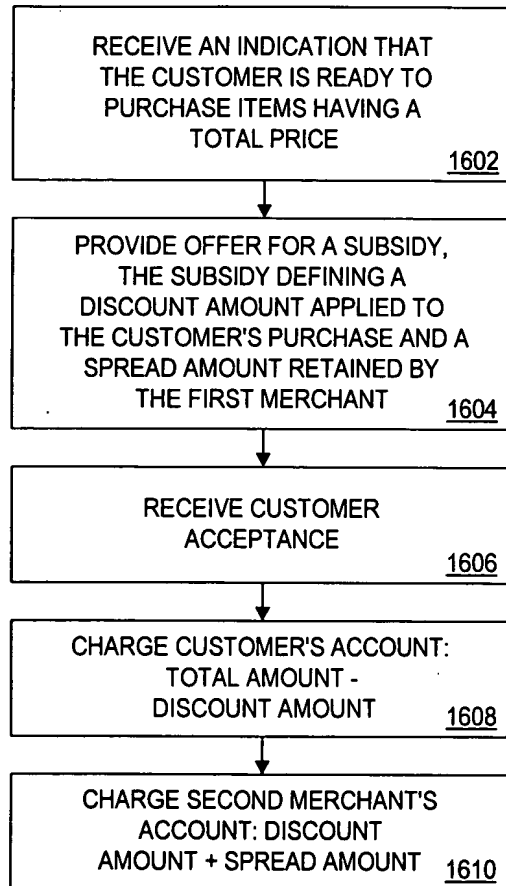 RECEIVE AN INDICATION THAT
THE CUSTOMER IS READY TO
PURCHASE ITEMS HAVING A
TOTAL PRICE
1602
PROVIDE OFFER FOR A SUBSIDY,
THE SUBSIDY DEFINING A
DISCOUNT AMOUNT APPLIED TO
THE CUSTOMER'S PURCHASE AND A
SPREAD AMOUNT RETAINED BY
THE FIRST MERCHANT
1604
RECEIVE CUSTOMER
ACCEPTANCE
1606
CHARGE CUSTOMER'S ACCOUNT:
TOTAL AMOUNT -
DISCOUNT AMOUNT
1608
CHARGE SECOND MERCHANT'S
ACCOUNT: DISCOUNT
AMOUNT + SPREAD AMOUNT
1610